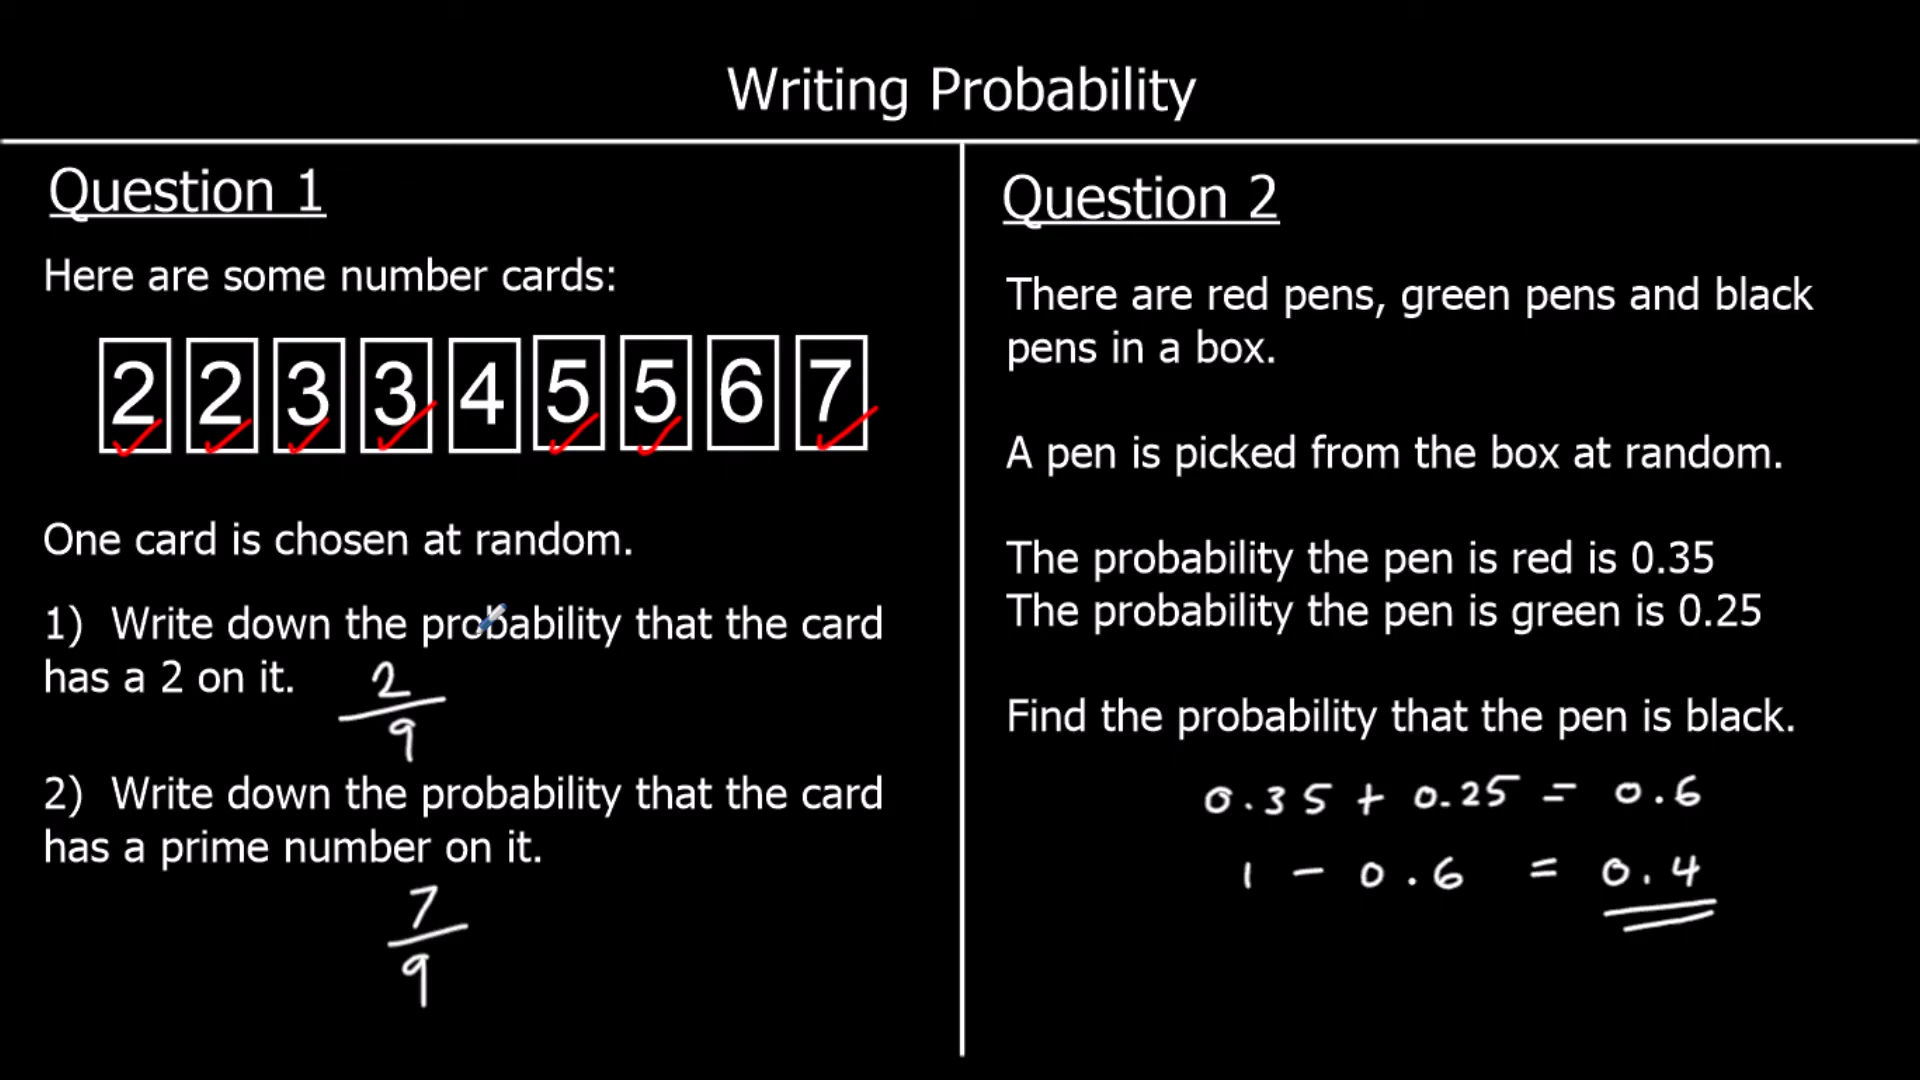 Writing Probability
Question 1
Here are some number cards:
2 2 3 3 4 5 5 6 7
One card is chosen at random.
1) Write down the probability that the card
has a 2 on it.
2
9
2) Write down the probability that the card
has a prime number on it.
7
9
Question 2
There are red pens, green pens and black
pens in a box.
A pen is picked from the box at random.
The probability the pen is red is 0.35
The probability the pen is green is 0.25
Find the probability that the pen is black.
0.35 + 0.25 = 0.6
1 - 0.6 = 0.4